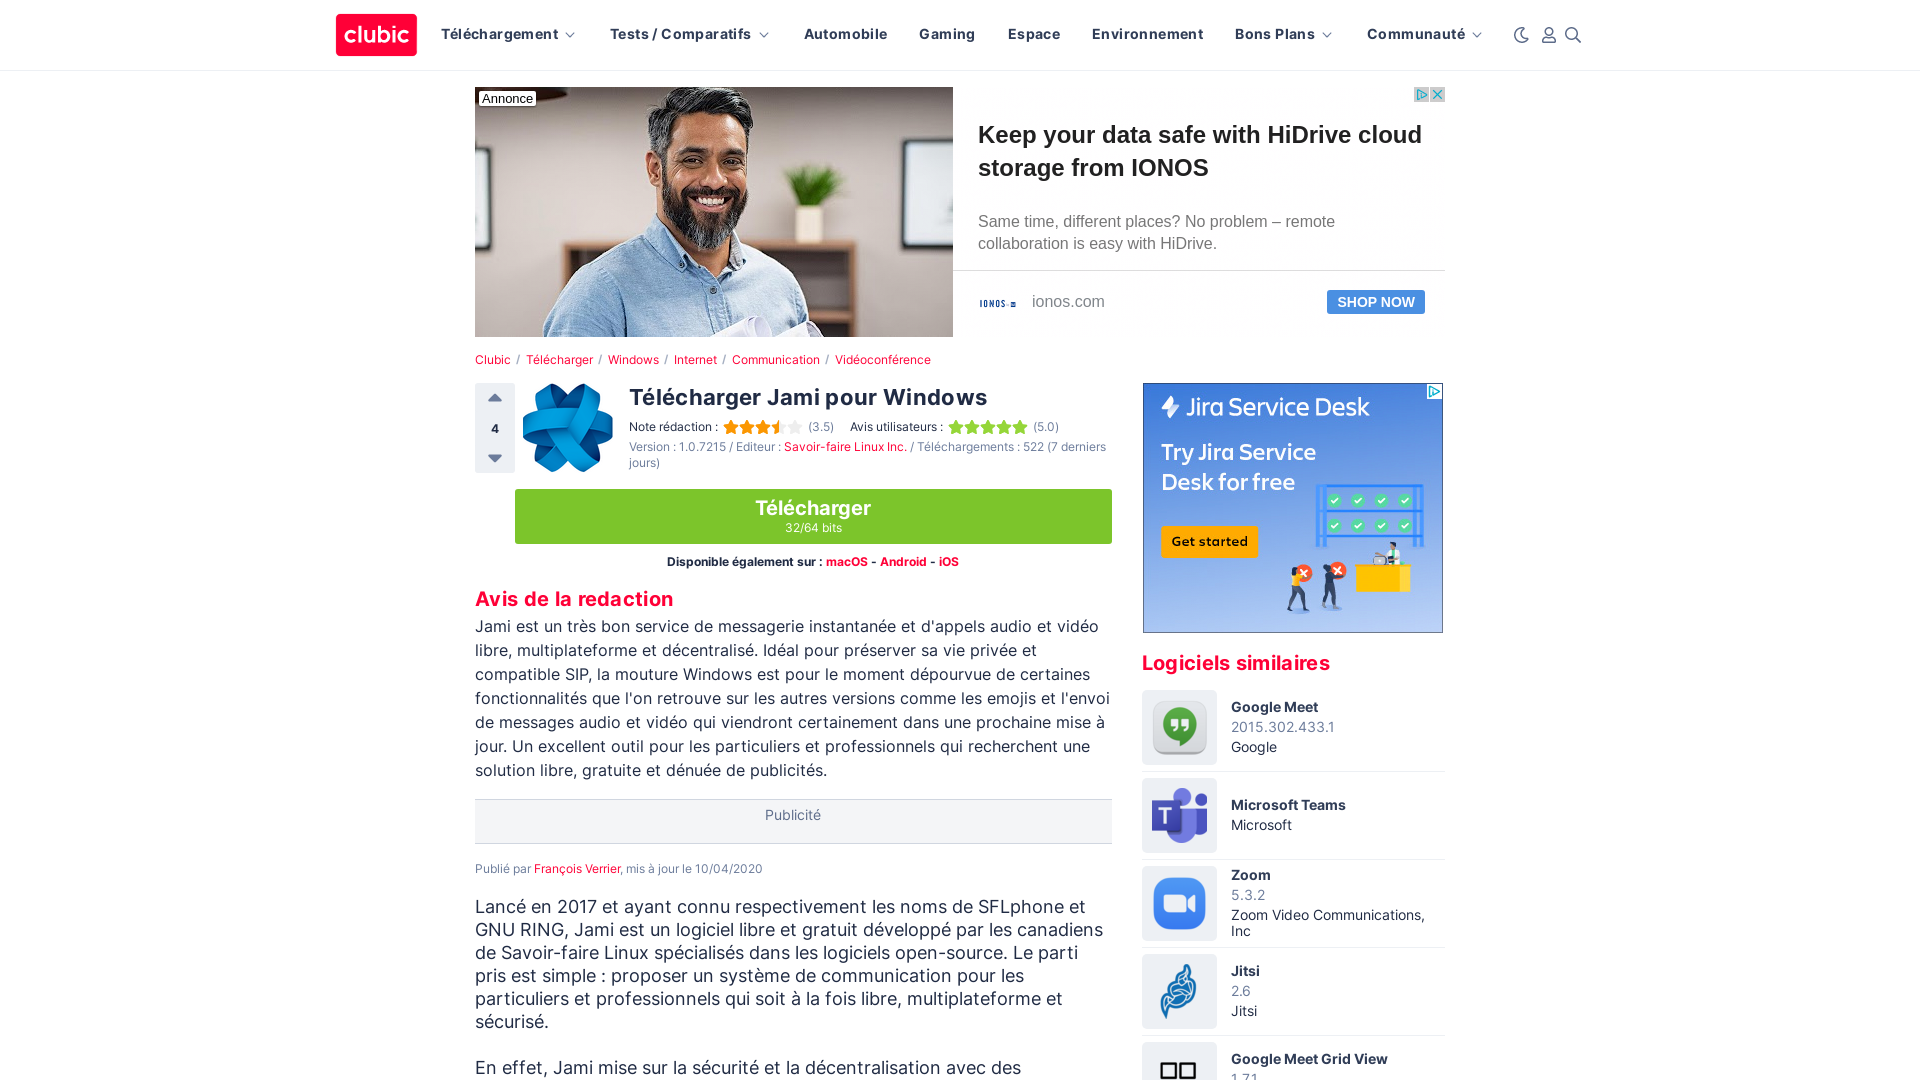 clubic
Téléchargement
Tests / Comparatifs
Automobile
Gaming
Espace
Environnement
Bons Plans
Communauté
Annonce
Keep your data safe with HiDrive cloud
storage from IONOS
Same time, different places? No problem – remote
collaboration is easy with HiDrive.
IONOS
ionos.com
SHOP NOW
Clubic / Télécharger / Windows / Internet / Communication / Vidéoconférence
4
Télécharger Jami pour Windows
Note rédaction : (3.5) Avis utilisateurs : (5.0)
Version : 1.0.7215 / Editeur : Savoir-faire Linux Inc. / Téléchargements : 522 (7 derniers
jours)
Télécharger
32/64 bits
Disponible également sur : macOS - Android - iOS
Avis de la redaction
Jami est un très bon service de messagerie instantanée et d'appels audio et vidéo
libre, multiplateforme et décentralisé. Idéal pour préserver sa vie privée et
compatible SIP, la mouture Windows est pour le moment dépourvue de certaines
fonctionnalités que l'on retrouve sur les autres versions comme les emojis et l'envoi
de messages audio et vidéo qui viendront certainement dans une prochaine mise à
jour. Un excellent outil pour les particuliers et professionnels qui recherchent une
solution libre, gratuite et dénuée de publicités.
Publicité
Publié par François Verrier, mis à jour le 10/04/2020
Lancé en 2017 et ayant connu respectivement les noms de SFLphone et
GNU RING, Jami est un logiciel libre et gratuit développé par les canadiens
de Savoir-faire Linux spécialisés dans les logiciels open-source. Le parti
pris est simple : proposer un système de communication pour les
particuliers et professionnels qui soit à la fois libre, multiplateforme et
sécurisé.
En effet, Jami mise sur la sécurité et la décentralisation avec des
Jira Service Desk
Try Jira Service
Desk for free
Get started
Logiciels similaires
Google Meet
2015.302.433.1
Google
Microsoft Teams
Microsoft
Zoom
5.3.2
Zoom Video Communications,
Inc
Jitsi
2.6
Jitsi
Google Meet Grid View
1.71